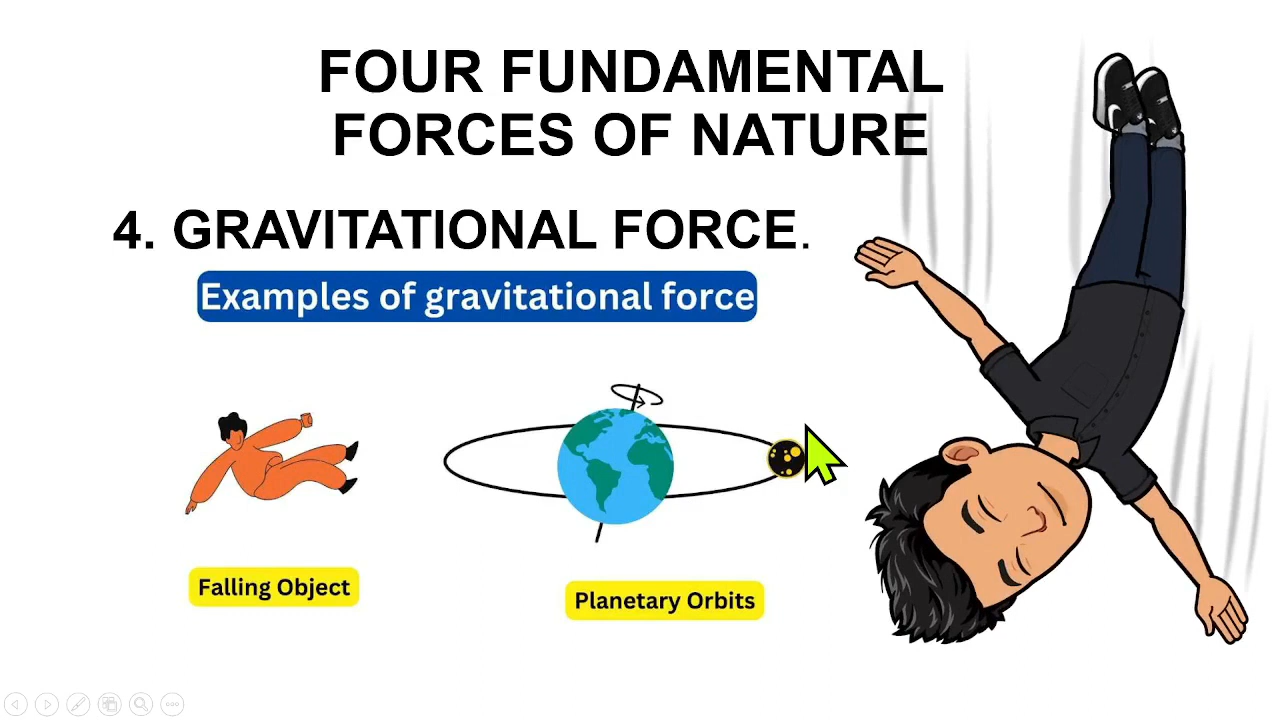 FOUR FUNDAMENTAL
FORCES OF NATURE
4. GRAVITATIONAL FORCE.
Examples of gravitational force
Falling Object
Planetary Orbits